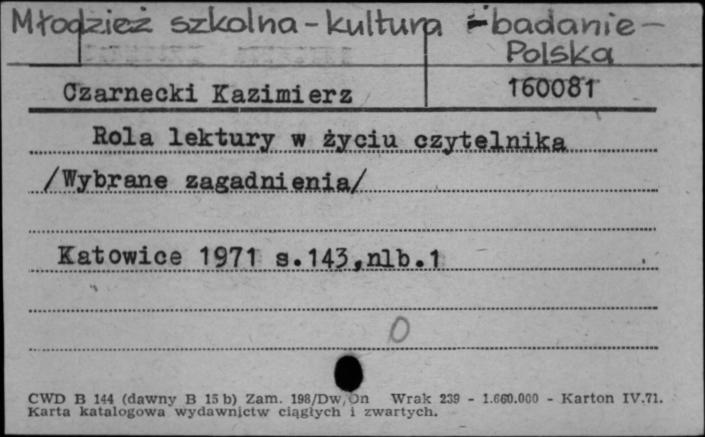 Młodzież szkolna - kultura - badanie -
Polska
Czarnecki Kazimierz
160081
Rola lektury w życiu czytelnika
/Wybrane zagadnienia/
Katowice 1971 s.143,nlb.1
0
CWD B 144 (dawny B 15 b) Zam. 198/Dw/On Wrak 239 - 1.660.000 - Karton IV.71.
Karta katalogowa wydawnictw ciągłych i zwartych.